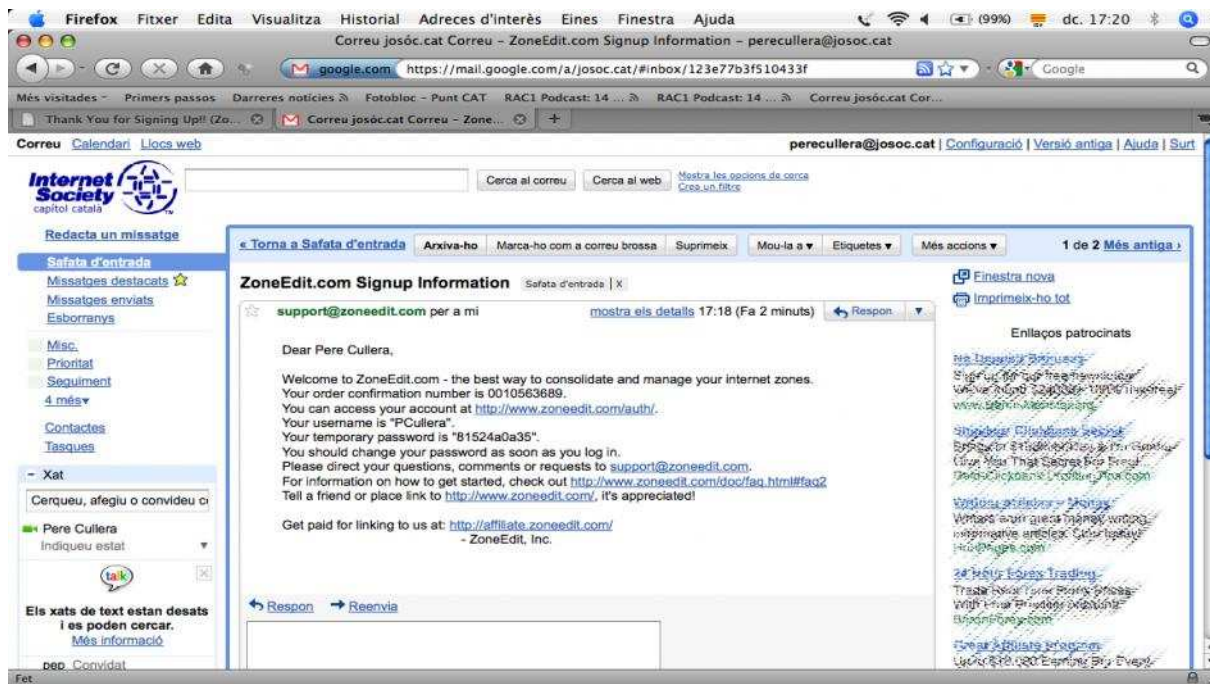 Firefox Fitxer Edita Visualitza Historial Adreces d'interès Eines Finestra Ajuda (99%) dc. 17:20
Correu josóc.cat Correu – ZoneEdit.com Signup Information – perecullera@josoc.cat
google.com https://mail.google.com/a/josoc.cat/#inbox/123e77b3f510433f Google
Més visitades Primers passos Darreres notícies Fotobloc – Punt CAT RAC1 Podcast: 14 ... RAC1 Podcast: 14 ... Correu josóc.cat Cor...
Thank You for Signing Up!! (Zo... Correu josóc.cat Correu – Zone...
Correu Calendari Llocs web perecullera@josoc.cat | Configuració | Versió antiga | Ajuda | Surt
Internet Society
capítol català
Cerca al correu Cerca al web Mostra les opcions de cerca
Crea un filtre
Redacta un missatge
Safata d'entrada
Missatges destacats
Missatges enviats
Esborranys
Misc.
Prioritat
Seguiment
4 més
Contactes
Tasques
– Xat
Cerqueu, afegiu o convideu
Pere Cullera
Indiqueu estat
talk
Els xats de text estan desats
i es poden cercar.
Més informació
pep Convidat
« Torna a Safata d'entrada Arxiva-ho Marca-ho com a correu brossa Suprimeix Mou-la a Etiquetes Més accions 1 de 2 Més antiga ›
ZoneEdit.com Signup Information Safata d'entrada | X
support@zoneedit.com per a mi mostra els detalls 17:18 (Fa 2 minuts) Respon
Dear Pere Cullera,
Welcome to ZoneEdit.com - the best way to consolidate and manage your internet zones.
Your order confirmation number is 0010563689.
You can access your account at http://www.zoneedit.com/auth/.
Your username is "PCullera".
Your temporary password is "81524a0a35".
You should change your password as soon as you log in.
Please direct your questions, comments or requests to support@zoneedit.com.
For information on how to get started, check out http://www.zoneedit.com/doc/faq.html#faq2
Tell a friend or place link to http://www.zoneedit.com/, it's appreciated!
Get paid for linking to us at: http://affiliate.zoneedit.com/
- ZoneEdit, Inc.
Respon Reenvia
Finestra nova
Imprimeix-ho tot
Enllaços patrocinats
24 Hour Forex Trading
Fet